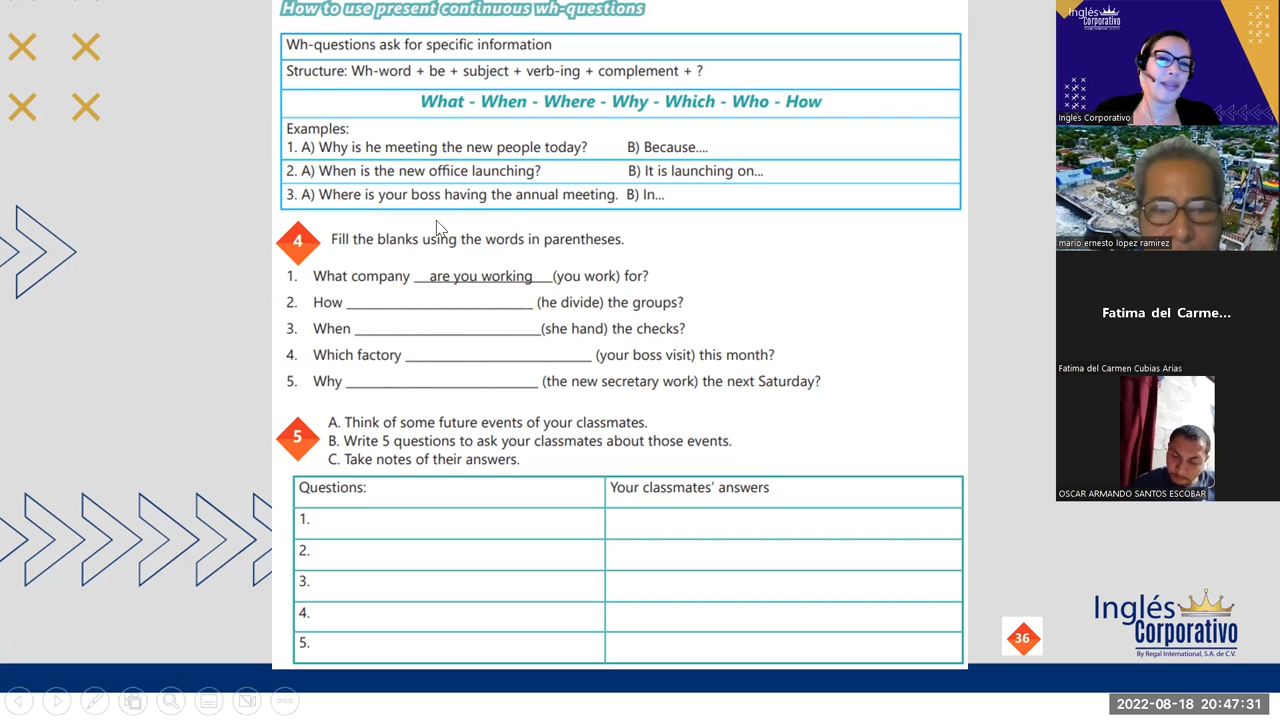 How to use present continuous wh-questions
Wh-questions ask for specific information
Structure: Wh-word + be + subject + verb-ing + complement + ?
What - When - Where - Why - Which - Who - How
Examples:
1. A) Why is he meeting the new people today? B) Because....
2. A) When is the new office launching? B) It is launching on...
3. A) Where is your boss having the annual meeting. B) In...
4 Fill the blanks using the words in parentheses.
1. What company __are you working__(you work) for?
2. How ______________________ (he divide) the groups?
3. When ______________________(she hand) the checks?
4. Which factory ______________________ (your boss visit) this month?
5. Why ______________________ (the new secretary work) the next Saturday?
5
A. Think of some future events of your classmates.
B. Write 5 questions to ask your classmates about those events.
C. Take notes of their answers.
Questions: Your classmates' answers
1.
2.
3.
4.
5.
36
Inglés
Corporativo
By Regal International, S.A. de C.V.
Inglés
Corporativo
Inglés Corporativo
mario ernesto lopez ramirez
Fatima del Carme...
Fatima del Carmen Cubias Arias
OSCAR ARMANDO SANTOS ESCOBAR
2022-08-18 20:47:31